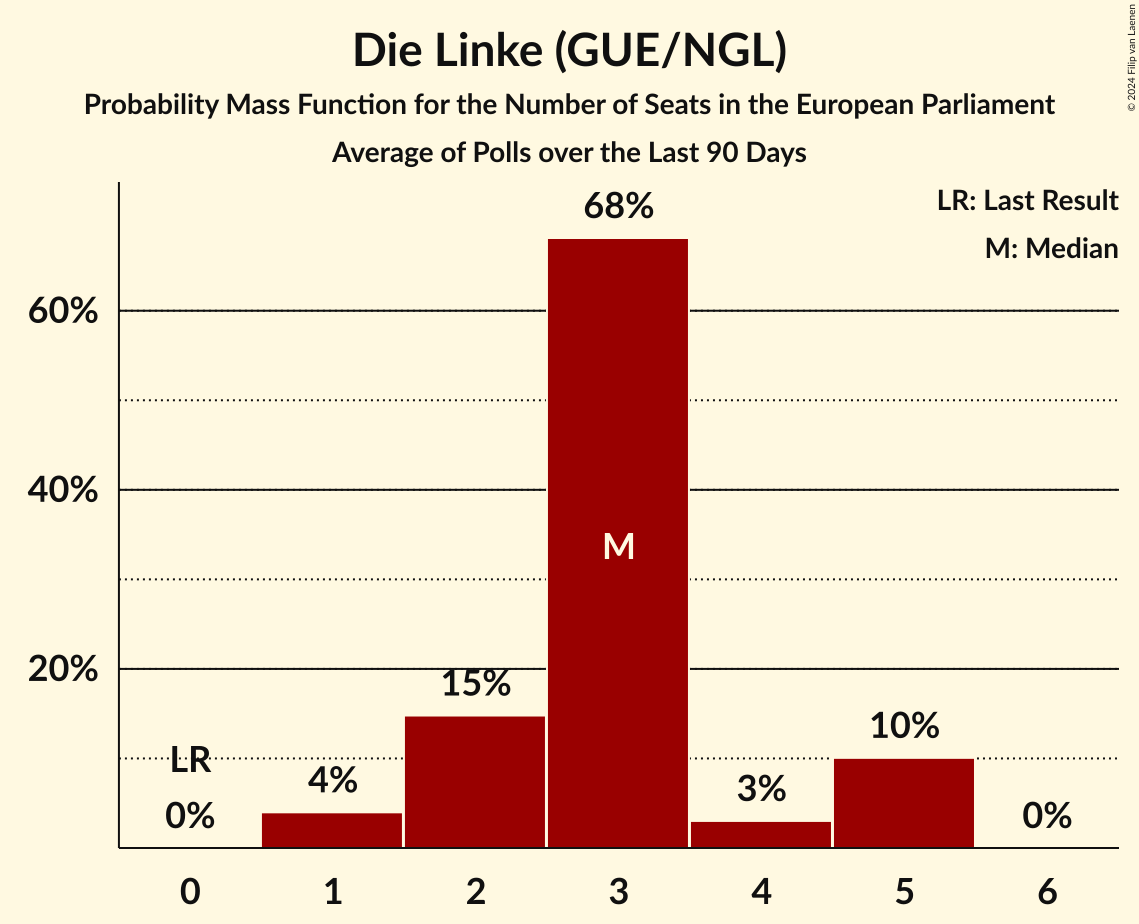 Die Linke (GUE/NGL)
Probability Mass Function for the Number of Seats in the European Parliament
Average of Polls over the Last 90 Days
© 2024 Filip van Laenen
LR: Last Result
M: Median
68%
60%
40%
M
20%
15%
10%
LR
4%
3%
0%
0%
0 1 2 3 4 5 6